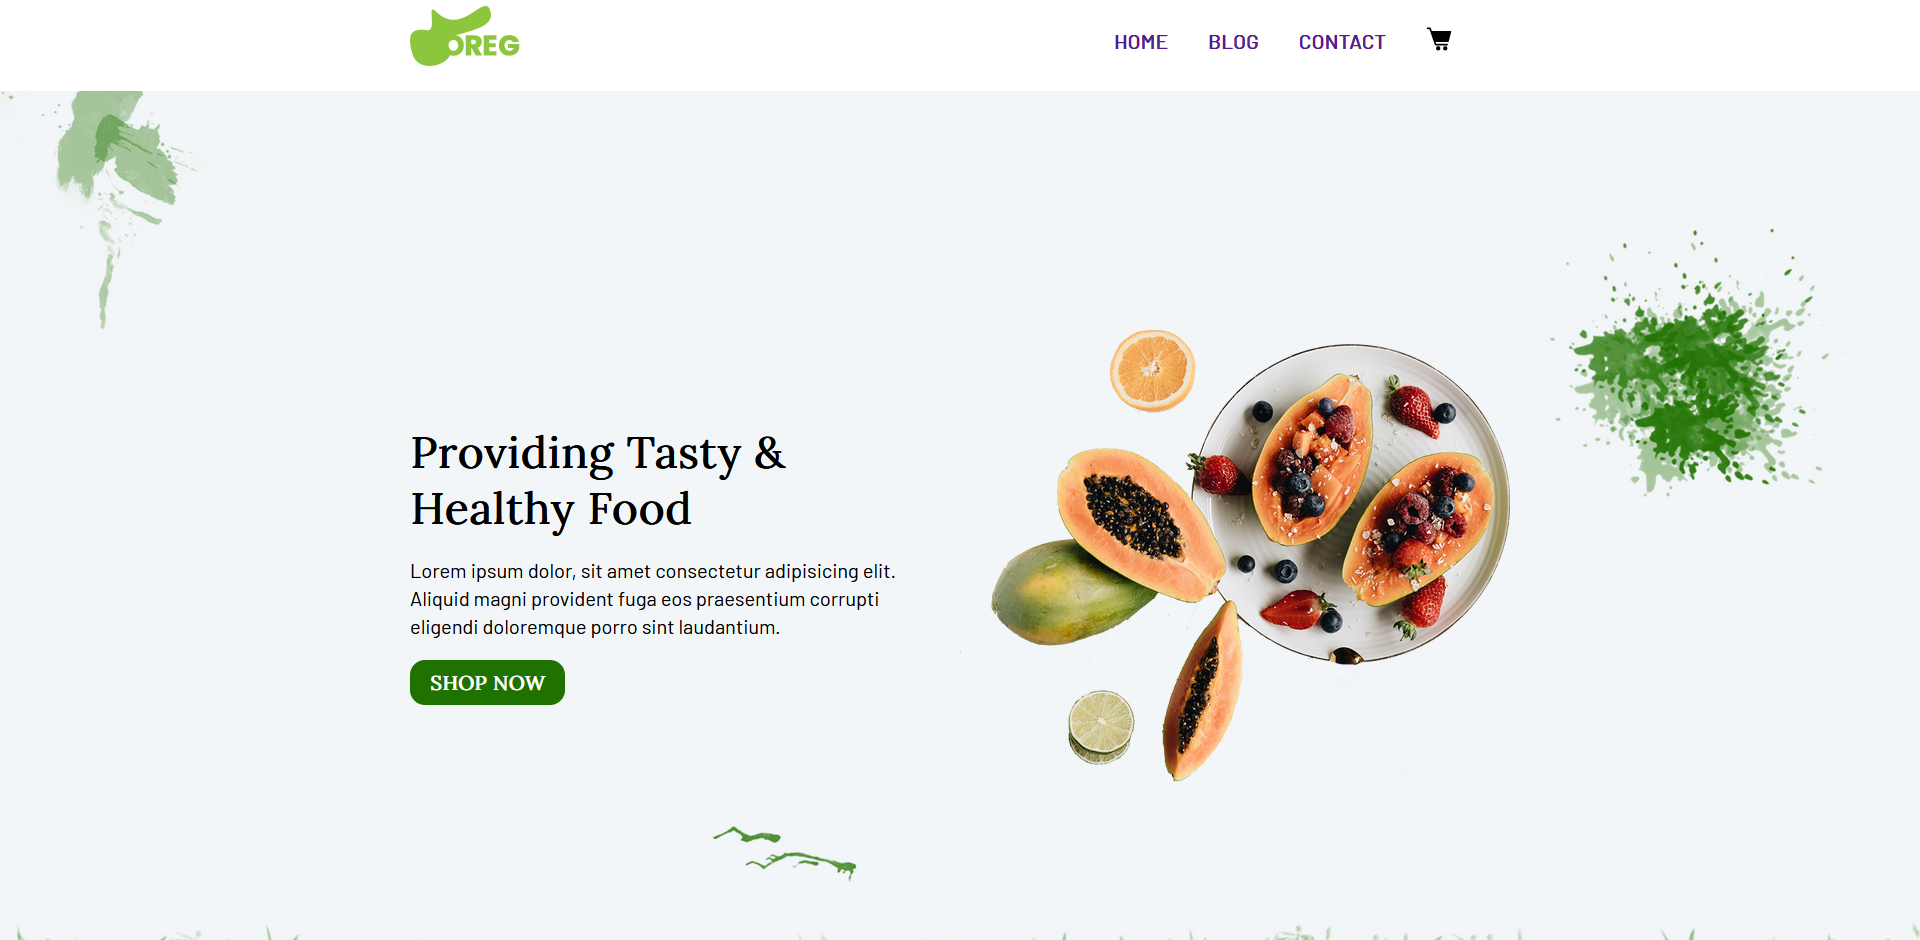 OREG
HOME BLOG CONTACT
Providing Tasty &
Healthy Food
Lorem ipsum dolor, sit amet consectetur adipisicing elit.
Aliquid magni provident fuga eos praesentium corrupti
eligendi doloremque porro sint laudantium.
SHOP NOW